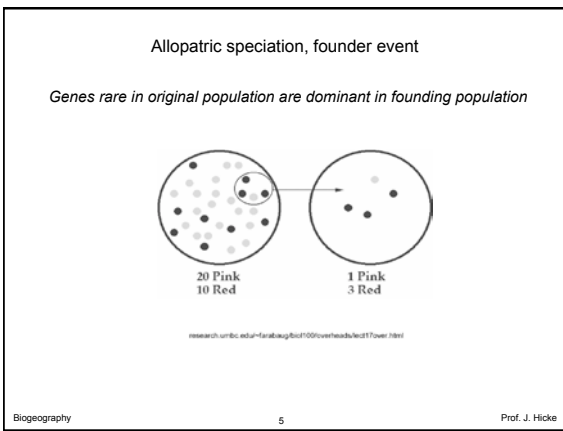 Allopatric speciation, founder event
Genes rare in original population are dominant in founding population
20 Pink
10 Red
1 Pink
3 Red
research.umbc.edu/~farabaug/biol100/overheads/lect17over.html
Biogeography
5
Prof. J. Hicke